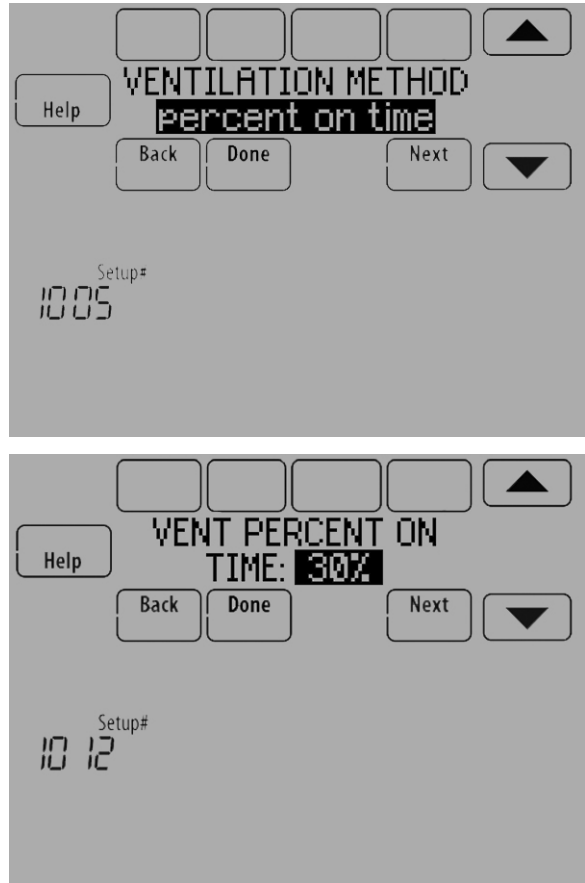 VENTILATION METHOD
Help
percent on time
Back Done Next
Setup#
1005
VENT PERCENT ON
Help
TIME: 30%
Back Done Next
Setup#
1012